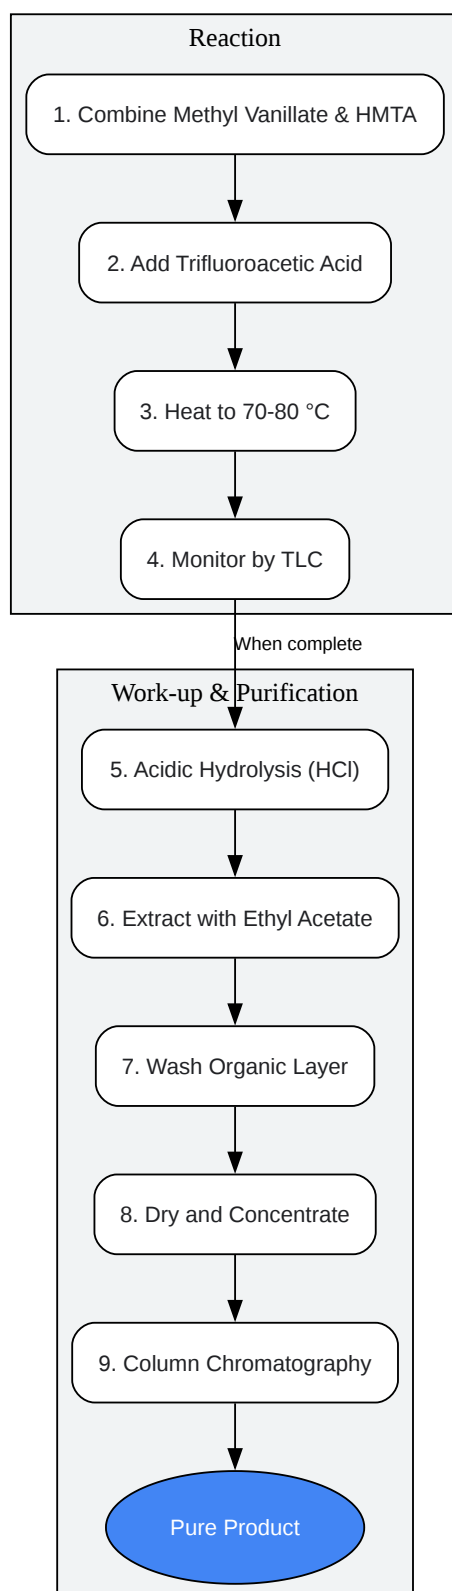 Reaction
1. Combine Methyl Vanillate & HMTA
2. Add Trifluoroacetic Acid
3. Heat to 70-80 °C
4. Monitor by TLC
When complete
Work-up & Purification
5. Acidic Hydrolysis (HCl)
6. Extract with Ethyl Acetate
7. Wash Organic Layer
8. Dry and Concentrate
9. Column Chromatography
Pure Product